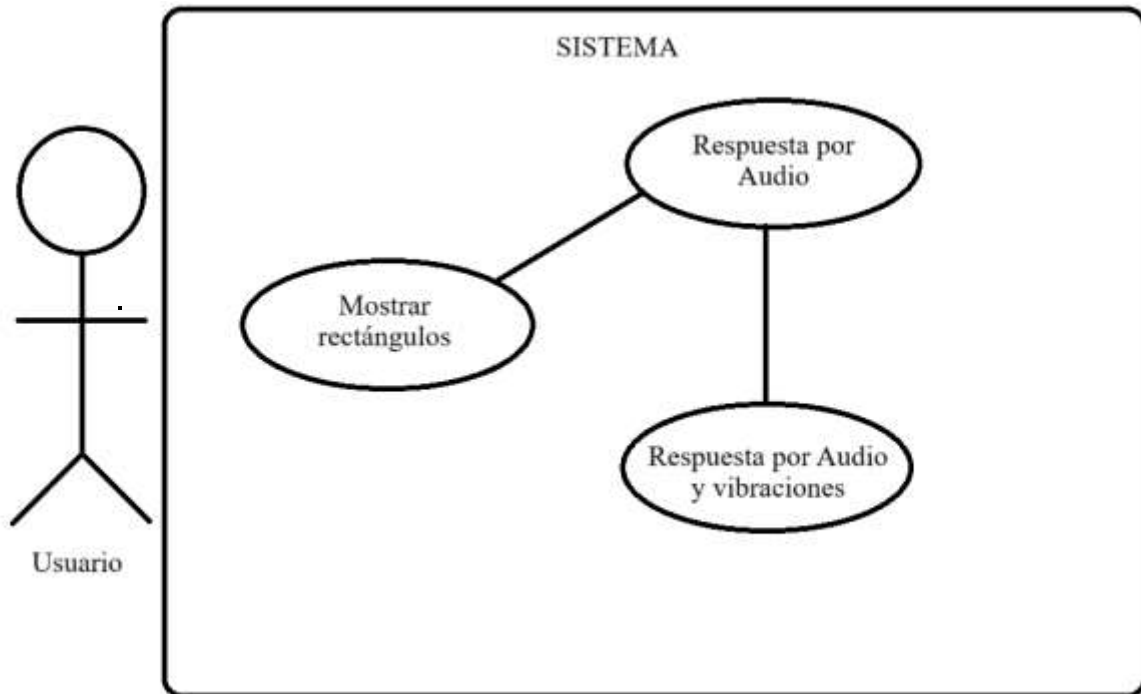 SISTEMA
Respuesta por
Audio
Mostrar
rectángulos
Respuesta por Audio
y vibraciones
Usuario